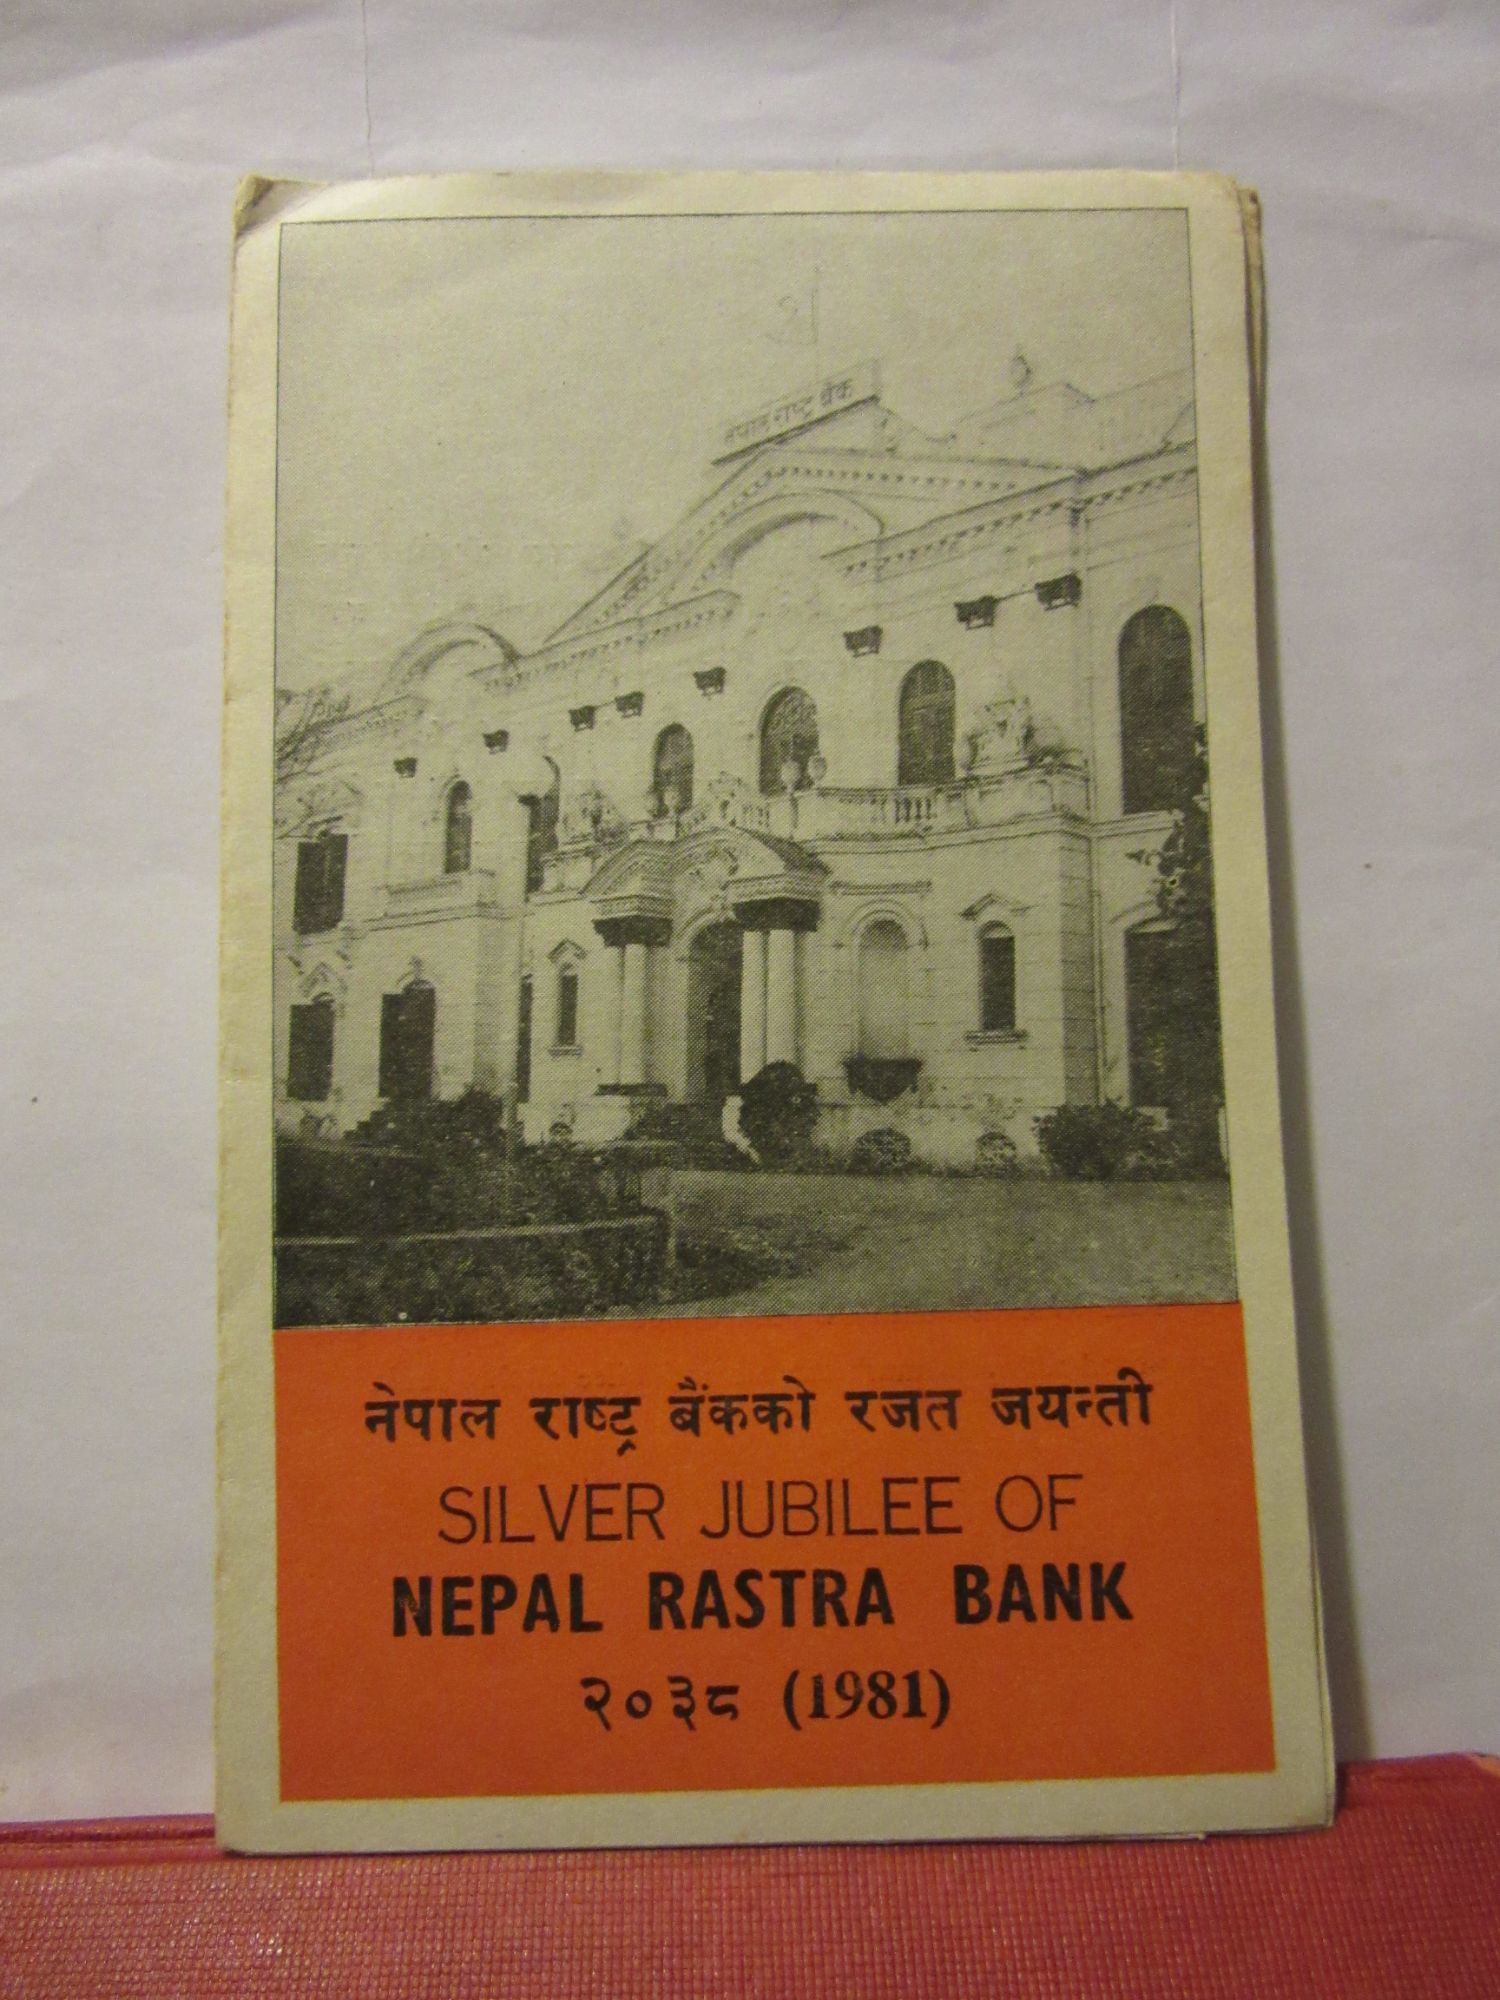 नेपाल राष्ट्र बैंक
नेपाल राष्ट्र बैंकको रजत जयन्ती
SILVER JUBILEE OF
NEPAL RASTRA BANK
२०३८ (1981)